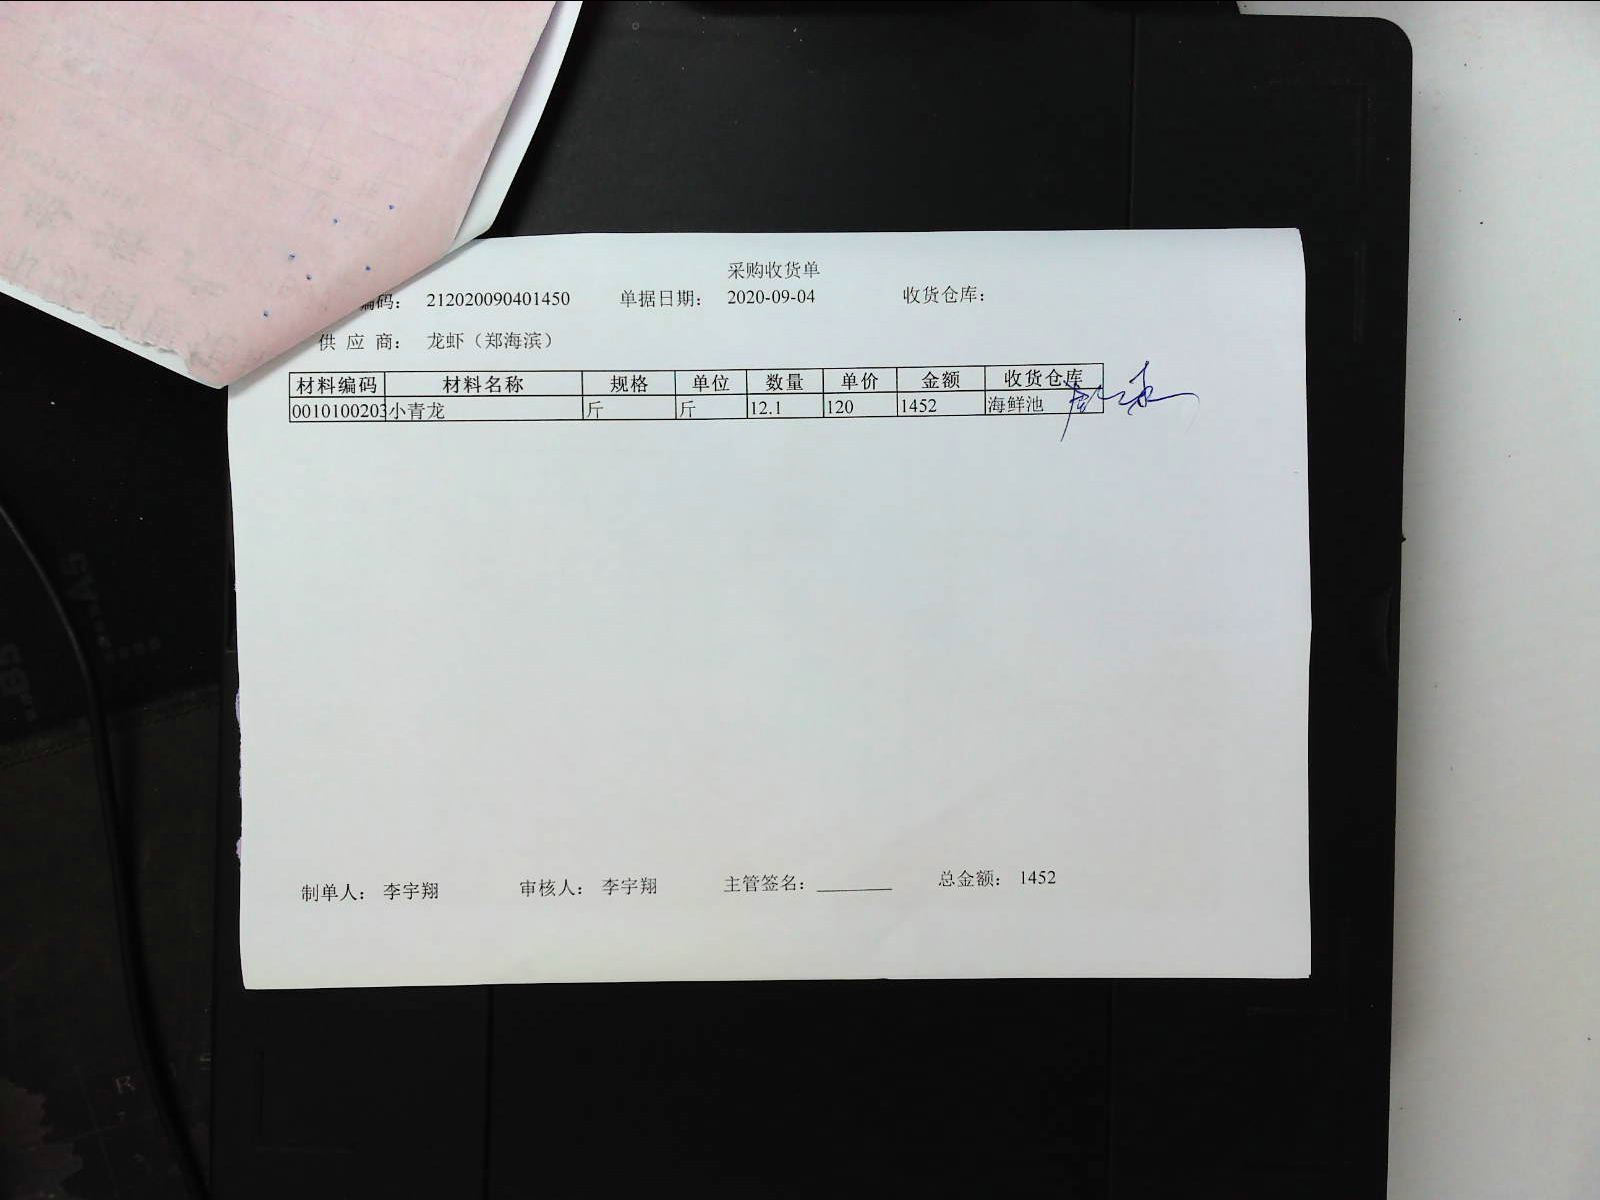 采购收货单
编码： 212020090401450 单据日期： 2020-09-04 收货仓库：
供 应 商： 龙虾（郑海滨）
材料编码 材料名称 规格 单位 数量 单价 金额 收货仓库
0010100203 小青龙 斤 斤 12.1 120 1452 海鲜池
制单人： 李宇翔 审核人： 李宇翔 主管签名： 总金额： 1452